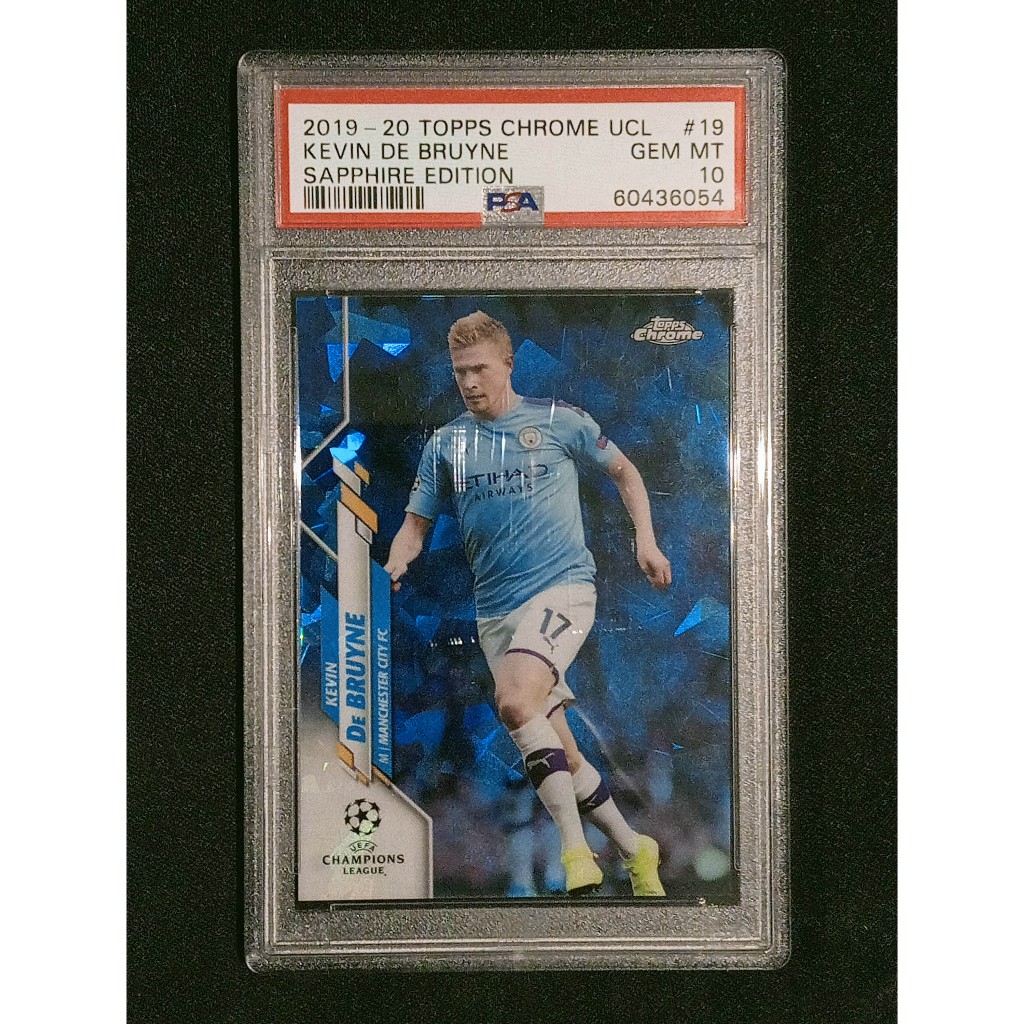 2019-20 TOPPS CHROME UCL #19
KEVIN DE BRUYNE GEM MT
SAPPHIRE EDITION 10
PSA 60436054
Topps
Chrome
ETIHAD
AIRWAYS
17
KEVIN
DE BRUYNE
M | MANCHESTER CITY FC
UEFA
CHAMPIONS
LEAGUE